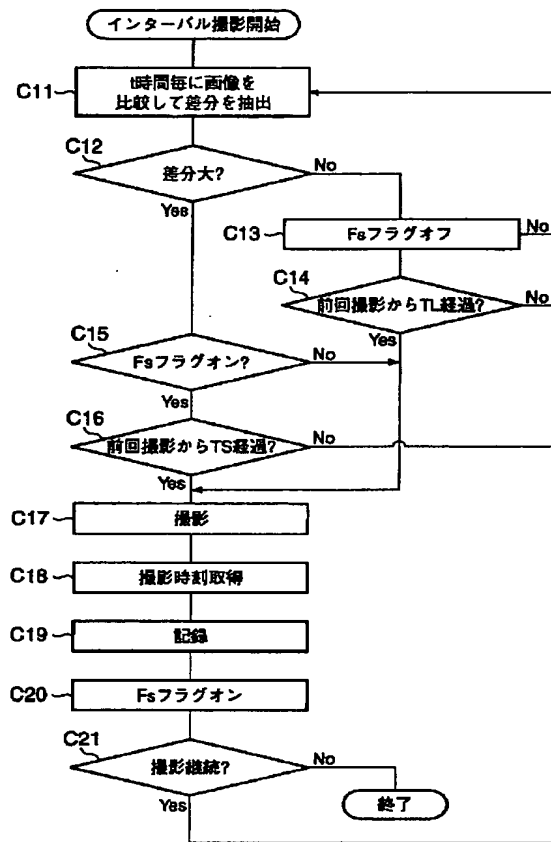 インターバル撮影開始
C11
t時間毎に画像を
比較して差分を抽出
C12
差分大?
No
Yes
C13
Fsフラグオフ
No
C14
前回撮影からTL経過?
No
Yes
C15
Fsフラグオン?
No
Yes
C16
前回撮影からTS経過?
No
Yes
C17
撮影
C18
撮影時刻取得
C19
記録
C20
Fsフラグオン
C21
撮影継続?
No
Yes
終了